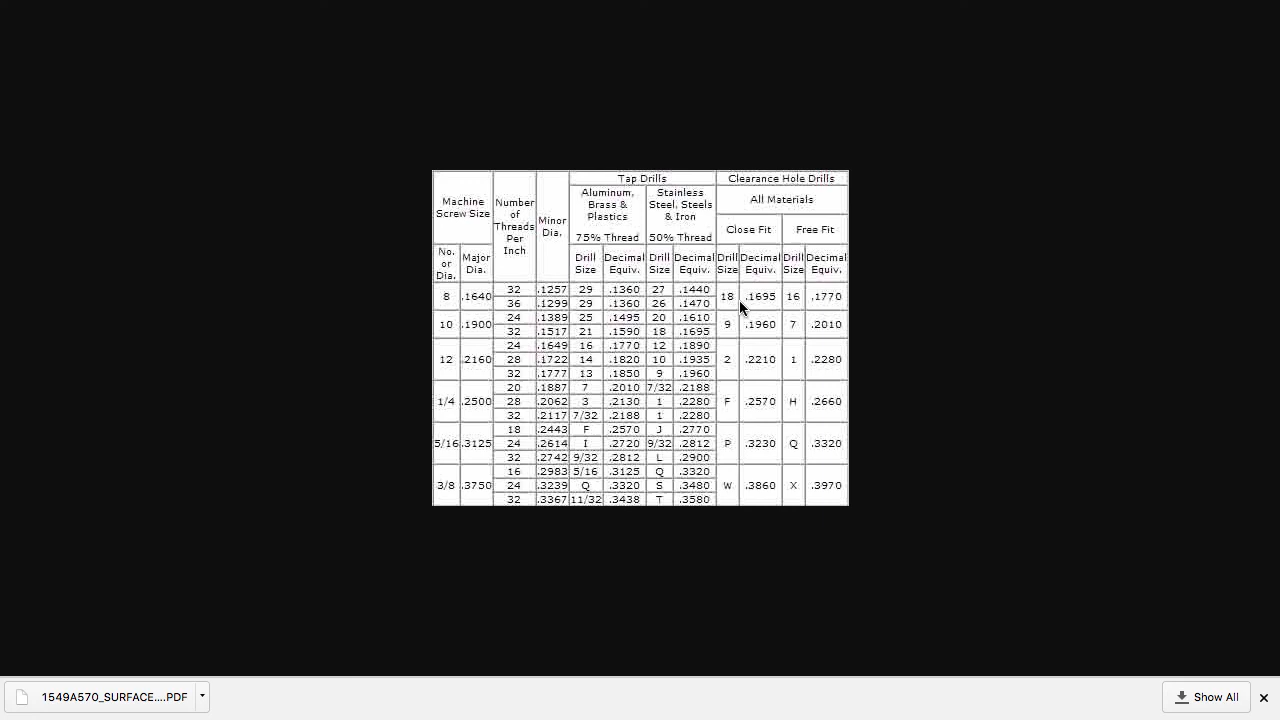 Tap Drills Clearance Hole Drills
Machine
Screw Size
Number
of
Threads
Per
Inch
Minor
Dia.
Aluminum,
Brass &
Plastics
75% Thread
Stainless
Steel, Steels
& Iron
50% Thread
All Materials
Close Fit Free Fit
No.
or
Dia.
Major
Dia.
Drill
Size
Decimal
Equiv.
Drill
Size
Decimal
Equiv.
Drill
Size
Decimal
Equiv.
Drill
Size
Decimal
Equiv.
8 .1640 32 .1257 29 .1360 27 .1440 18 .1695 16 .1770
36 .1299 29 .1360 26 .1470
10 .1900 24 .1389 25 .1495 20 .1610 9 .1960 7 .2010
32 .1517 21 .1590 18 .1695
12 .2160 24 .1649 16 .1770 12 .1890 2 .2210 1 .2280
28 .1722 14 .1820 10 .1935
32 .1777 13 .1850 9 .1960
1/4 .2500 20 .1887 7 .2010 7/32 .2188 F .2570 H .2660
28 .2062 3 .2130 1 .2280
32 .2117 7/32 .2188 1 .2280
5/16 .3125 18 .2443 F .2570 J .2770 P .3230 Q .3320
24 .2614 I .2720 9/32 .2812
32 .2742 9/32 .2812 L .2900
3/8 .3750 16 .2983 5/16 .3125 Q .3320 W .3860 X .3970
24 .3239 Q .3320 S .3480
32 .3367 11/32 .3438 T .3580
1549A570_SURFACE....PDF Show All